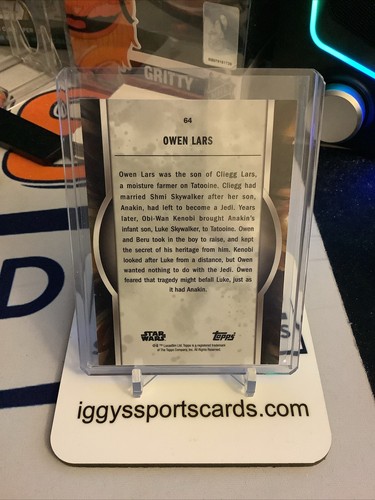 GRITTY
64
OWEN LARS
Owen Lars was the son of Cliegg Lars,
a moisture farmer on Tatooine. Cliegg had
married Shmi Skywalker after her son,
Anakin, had left to become a Jedi. Years
later, Obi-Wan Kenobi brought Anakin's
infant son, Luke Skywalker, to Tatooine. Owen
and Beru took in the boy to raise, and kept
the secret of his heritage from him. Kenobi
looked after Luke from a distance, but Owen
wanted nothing to do with the Jedi. Owen
feared that tragedy might befall Luke, just as
it had Anakin.
STAR WARS
Topps
iggyssportscards.com